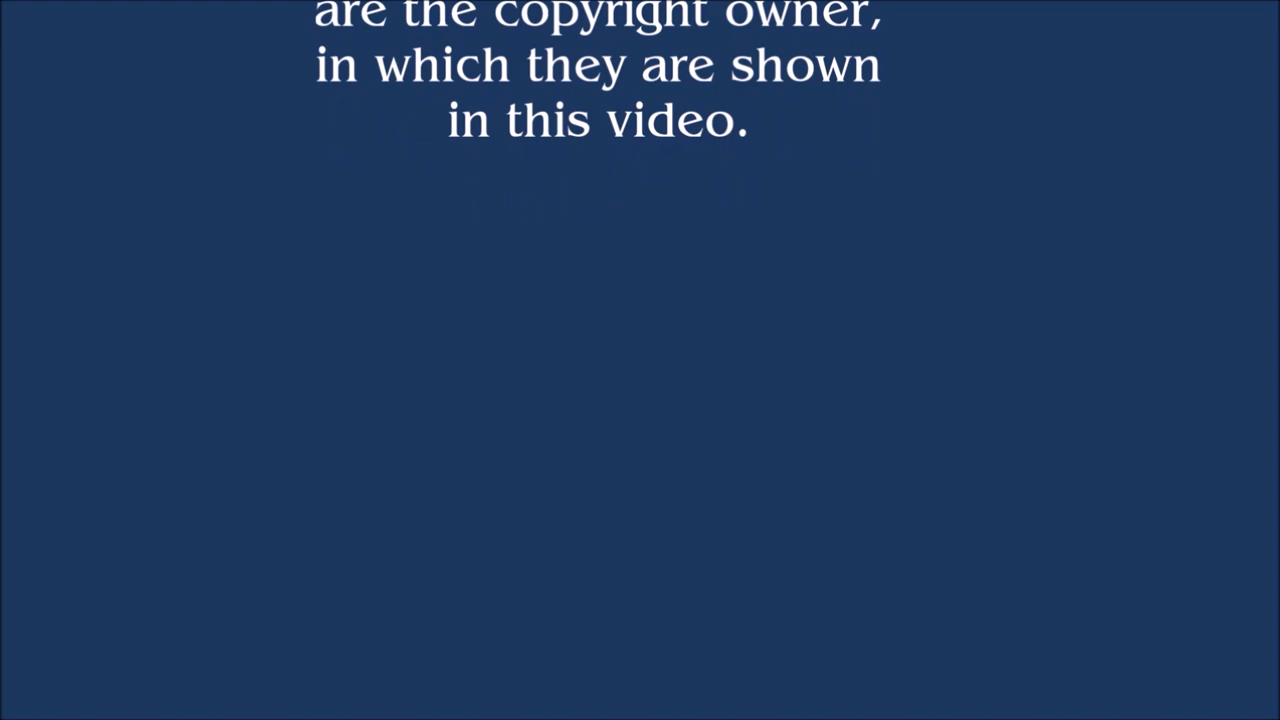 are the copyright owner,
in which they are shown
in this video.